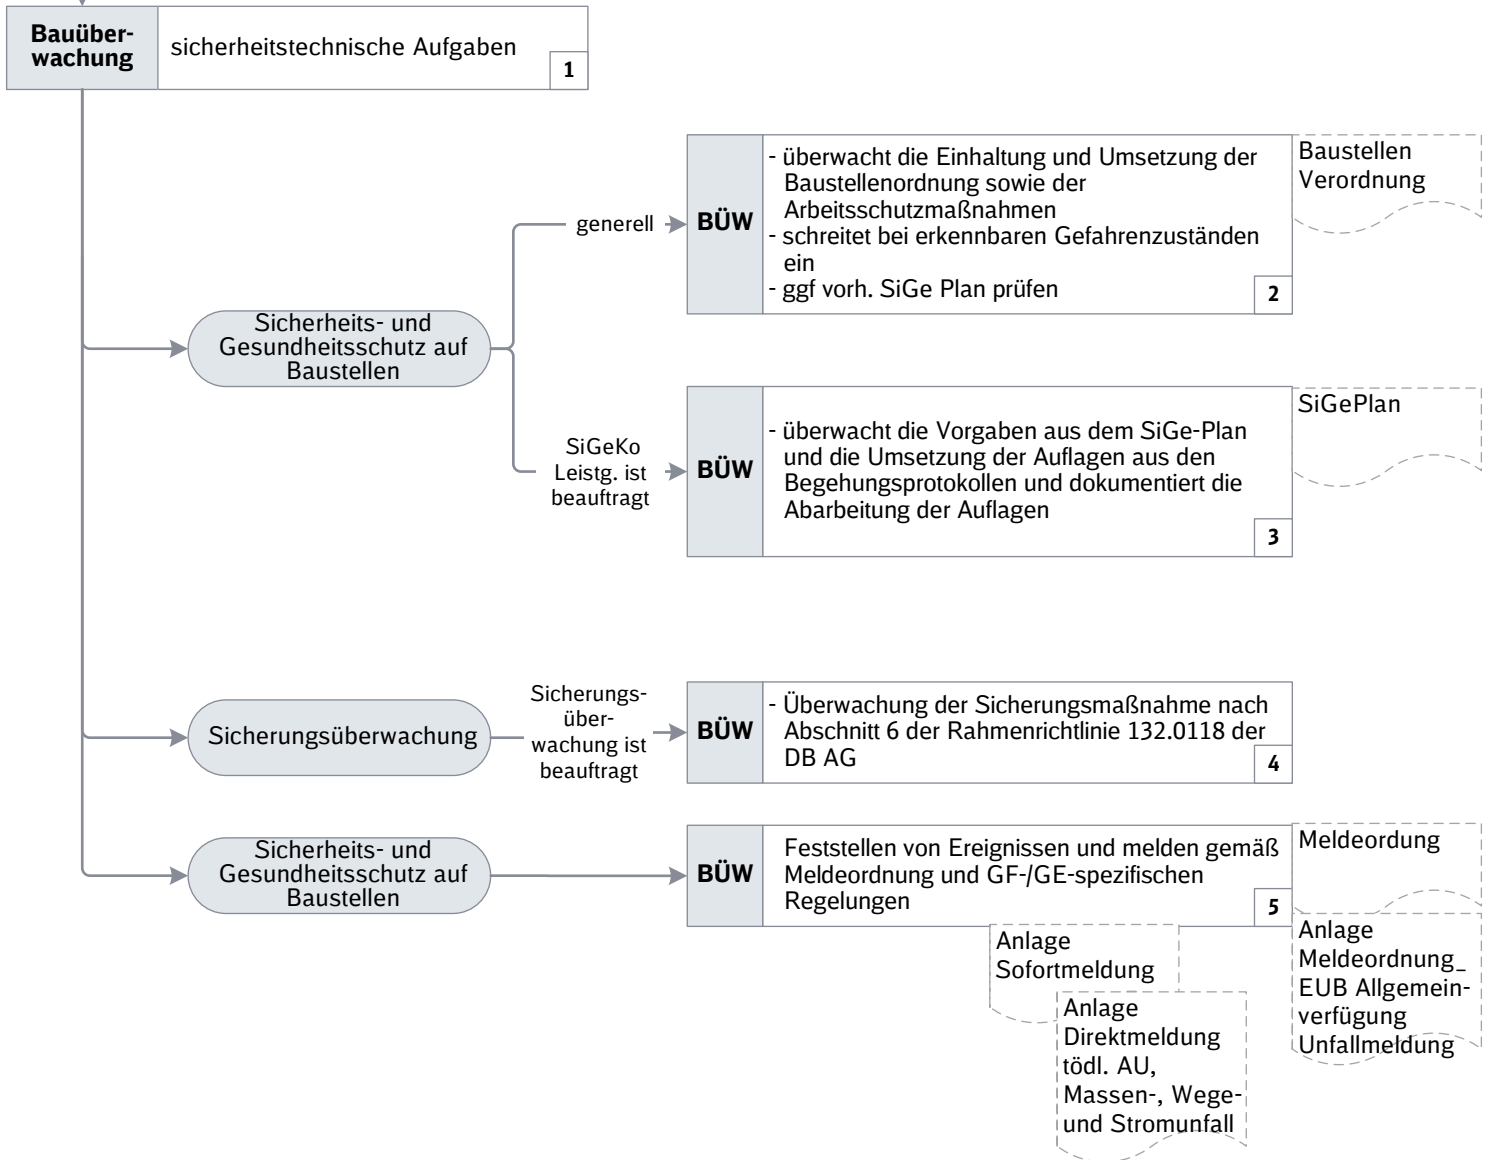 Bauüber-
wachung
sicherheitstechnische Aufgaben
1
generell
BÜW
- überwacht die Einhaltung und Umsetzung der
Baustellenordnung sowie der
Arbeitsschutzmaßnahmen
- schreitet bei erkennbaren Gefahrenzuständen
ein
- ggf vorh. SiGe Plan prüfen
2
Baustellen
Verordnung
Sicherheits- und
Gesundheitsschutz auf
Baustellen
SiGeKo
Leistg. ist
beauftragt
BÜW
- überwacht die Vorgaben aus dem SiGe-Plan
und die Umsetzung der Auflagen aus den
Begehungsprotokollen und dokumentiert die
Abarbeitung der Auflagen
3
SiGePlan
Sicherungsüberwachung
Sicherungs-
über-
wachung ist
beauftragt
BÜW
- Überwachung der Sicherungsmaßnahme nach
Abschnitt 6 der Rahmenrichtlinie 132.0118 der
DB AG
4
Sicherheits- und
Gesundheitsschutz auf
Baustellen
BÜW
Feststellen von Ereignissen und melden gemäß
Meldeordnung und GF-/GE-spezifischen
Regelungen
5
Meldeordung
Anlage
Sofortmeldung
Anlage
Direktmeldung
tödl. AU,
Massen-, Wege-
und Stromunfall
Anlage
Meldeordnung_
EUB Allgemein-
verfügung
Unfallmeldung